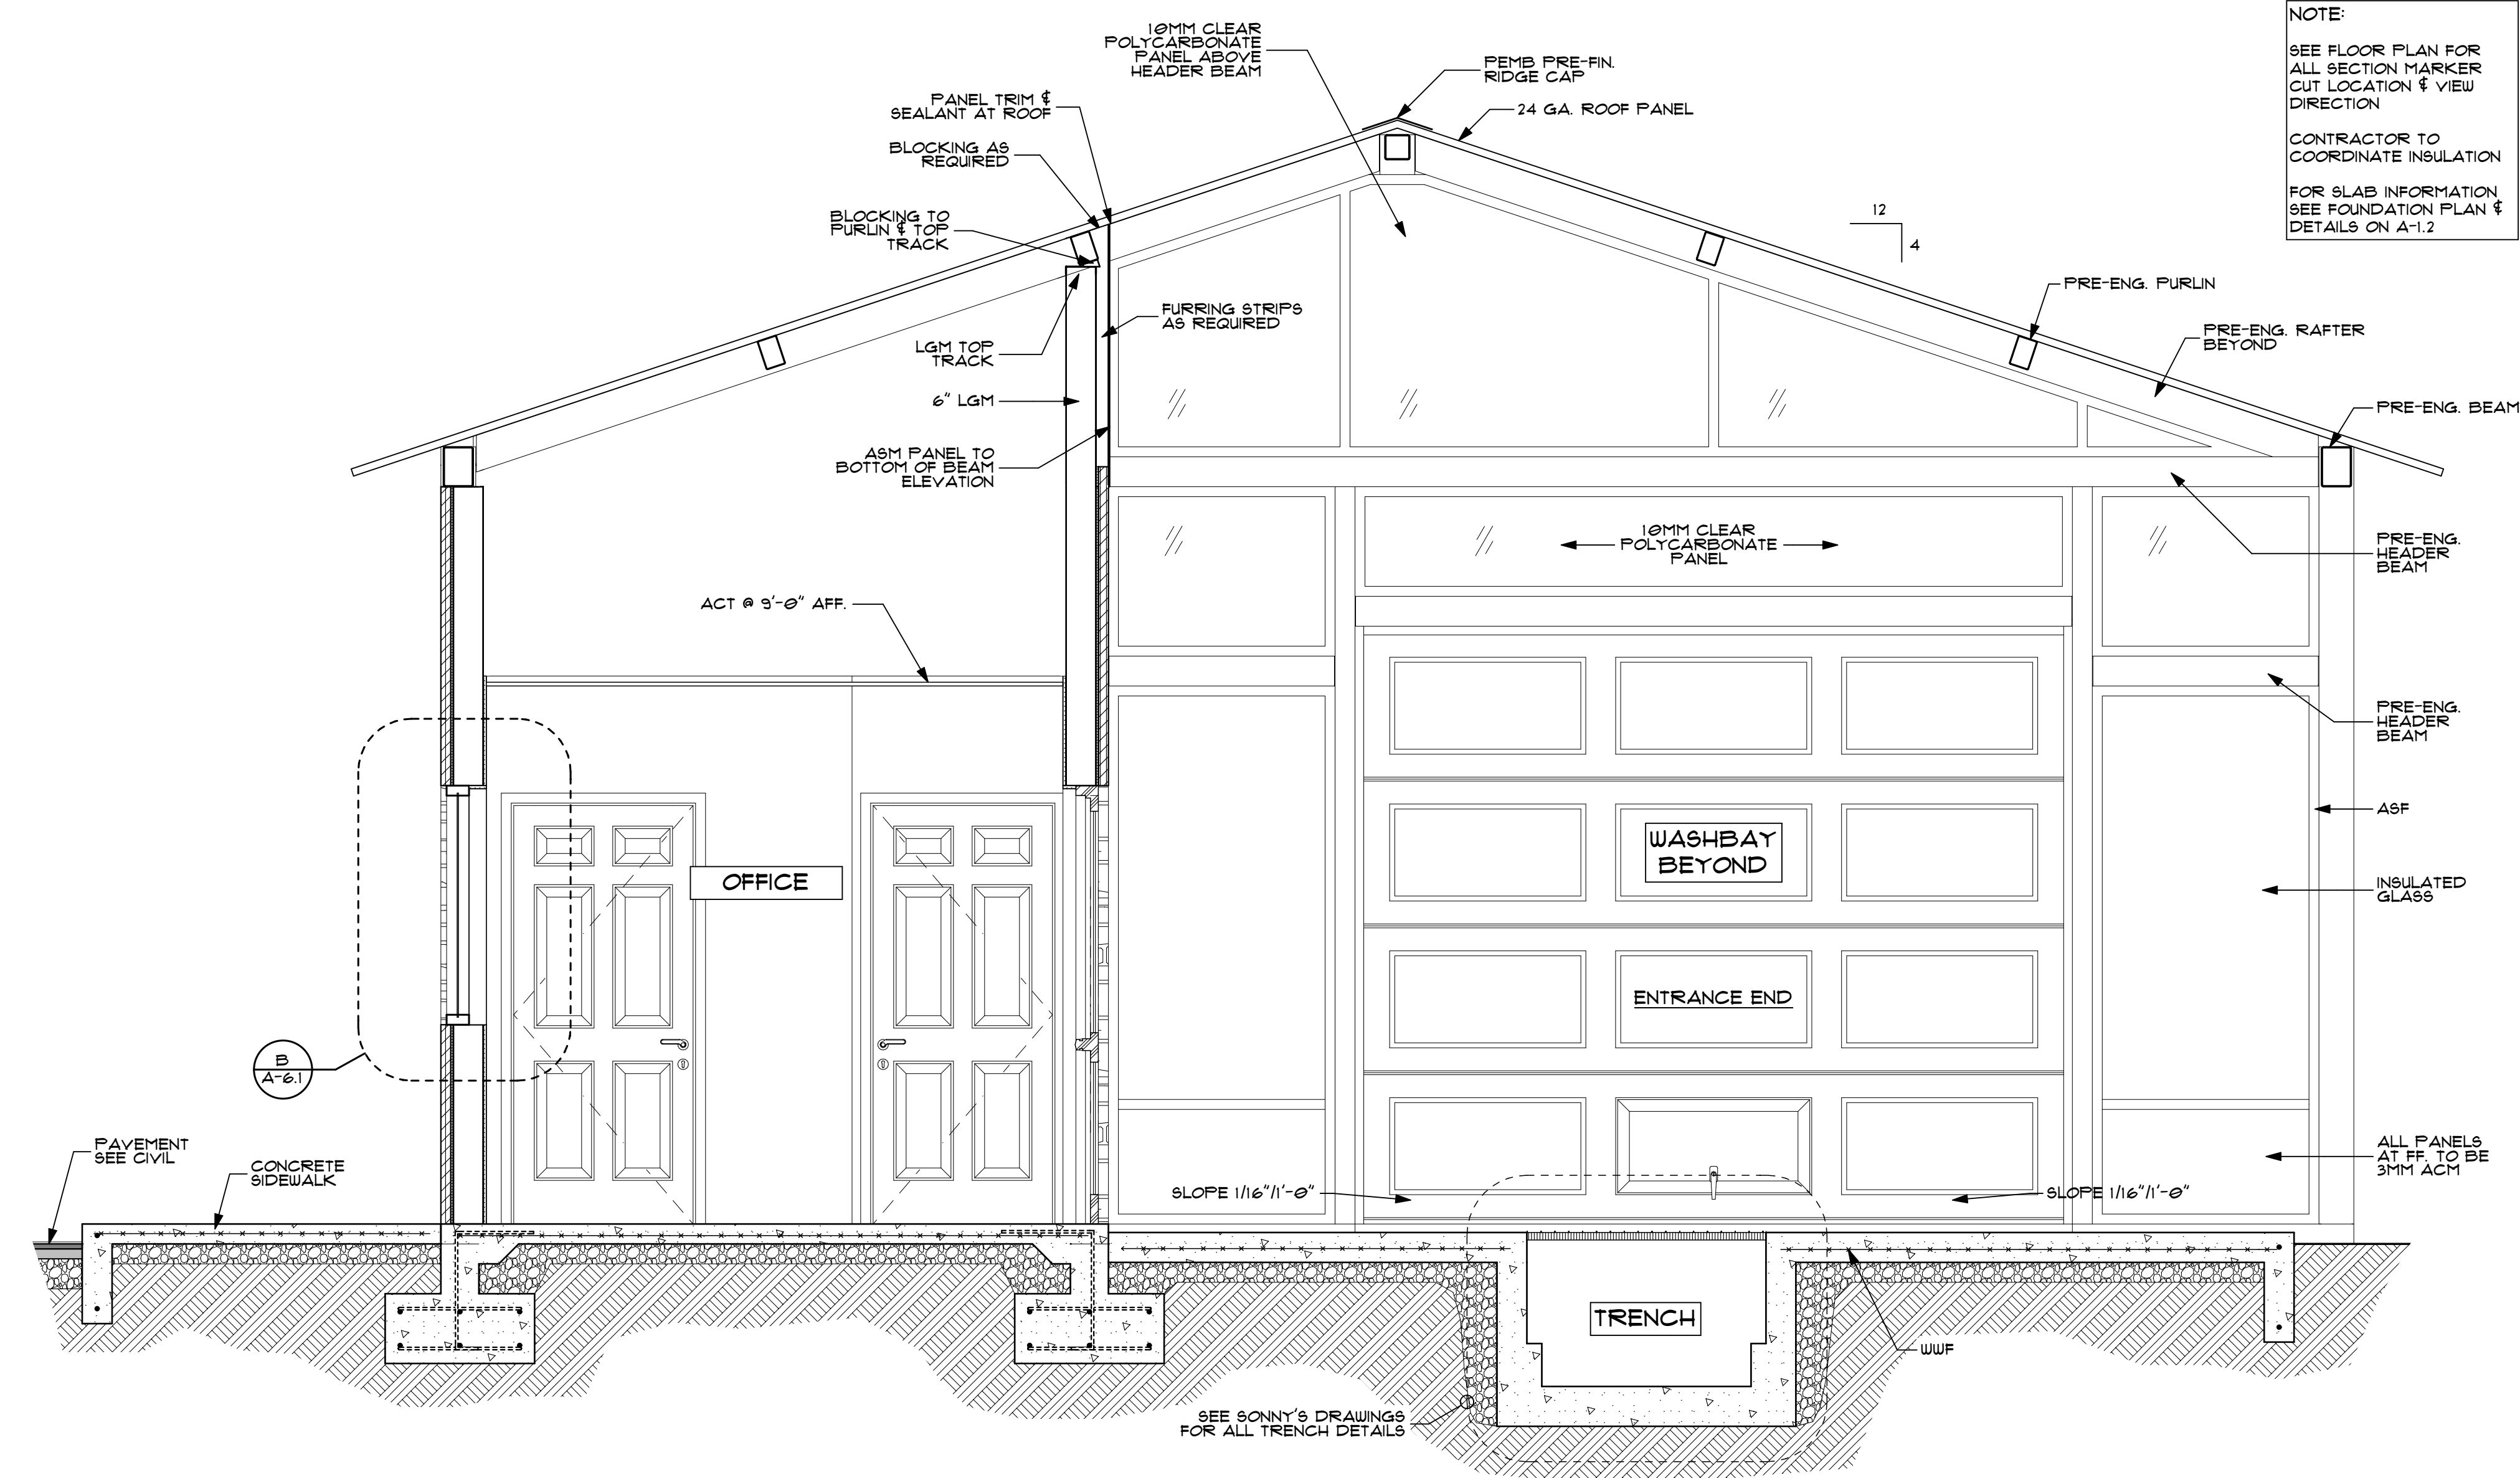 NOTE:
SEE FLOOR PLAN FOR
ALL SECTION MARKER
CUT LOCATION & VIEW
DIRECTION
CONTRACTOR TO
COORDINATE INSULATION
FOR SLAB INFORMATION
SEE FOUNDATION PLAN &
DETAILS ON A-1.2
10MM CLEAR
POLYCARBONATE
PANEL ABOVE
HEADER BEAM
PEMB PRE-FIN.
RIDGE CAP
24 GA. ROOF PANEL
PANEL TRIM &
SEALANT AT ROOF
BLOCKING AS
REQUIRED
BLOCKING TO
PURLIN & TOP
TRACK
12
4
PRE-ENG. PURLIN
FURRING STRIPS
AS REQUIRED
PRE-ENG. RAFTER
BEYOND
LGM TOP
TRACK
6" LGM
PRE-ENG. BEAM
ASM PANEL TO
BOTTOM OF BEAM
ELEVATION
10MM CLEAR
POLYCARBONATE
PANEL
PRE-ENG.
HEADER
BEAM
ACT @ 9'-0" AFF.
PRE-ENG.
HEADER
BEAM
ASF
WASHBAY
BEYOND
OFFICE
INSULATED
GLASS
ENTRANCE END
B
A-6.1
PAVEMENT
SEE CIVIL
CONCRETE
SIDEWALK
ALL PANELS
AT FF. TO BE
3MM ACM
SLOPE 1/16"/1'-0"
SLOPE 1/16"/1'-0"
TRENCH
WWF
SEE SONNY'S DRAWINGS
FOR ALL TRENCH DETAILS